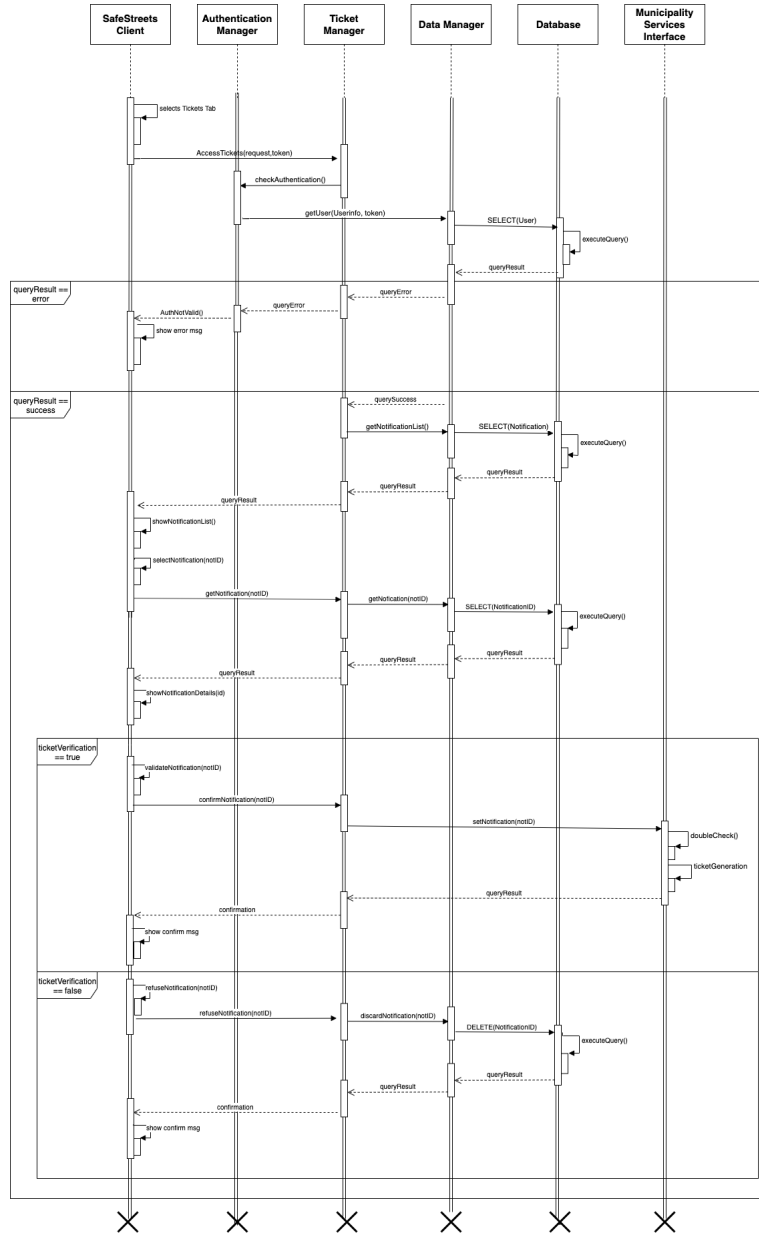 SafeStreets
Client
Authentication
Manager
Ticket
Manager
Data Manager
Database
Municipality
Services
Interface
selects Tickets Tab
AccessTickets(request,token)
checkAuthentication()
getUser(Userinfo, token)
SELECT(User)
executeQuery()
queryResult
queryResult ==
error
queryError
queryError
AuthNotValid()
show error msg
queryResult ==
success
querySuccess
getNotificationList()
SELECT(Notification)
executeQuery()
queryResult
queryResult
queryResult
showNotificationList()
selectNotification(notID)
getNotification(notID)
getNofication(notID)
SELECT(NotificationID)
executeQuery()
queryResult
queryResult
queryResult
showNotificationDetails(id)
ticketVerification
== true
validateNotification(notID)
confirmNotification(notID)
setNotification(notID)
doubleCheck()
ticketGeneration
queryResult
confirmation
show confirm msg
ticketVerification
== false
refuseNotification(notID)
refuseNotification(notID)
discardNotification(notID)
DELETE(NotificationID)
executeQuery()
queryResult
queryResult
confirmation
show confirm msg